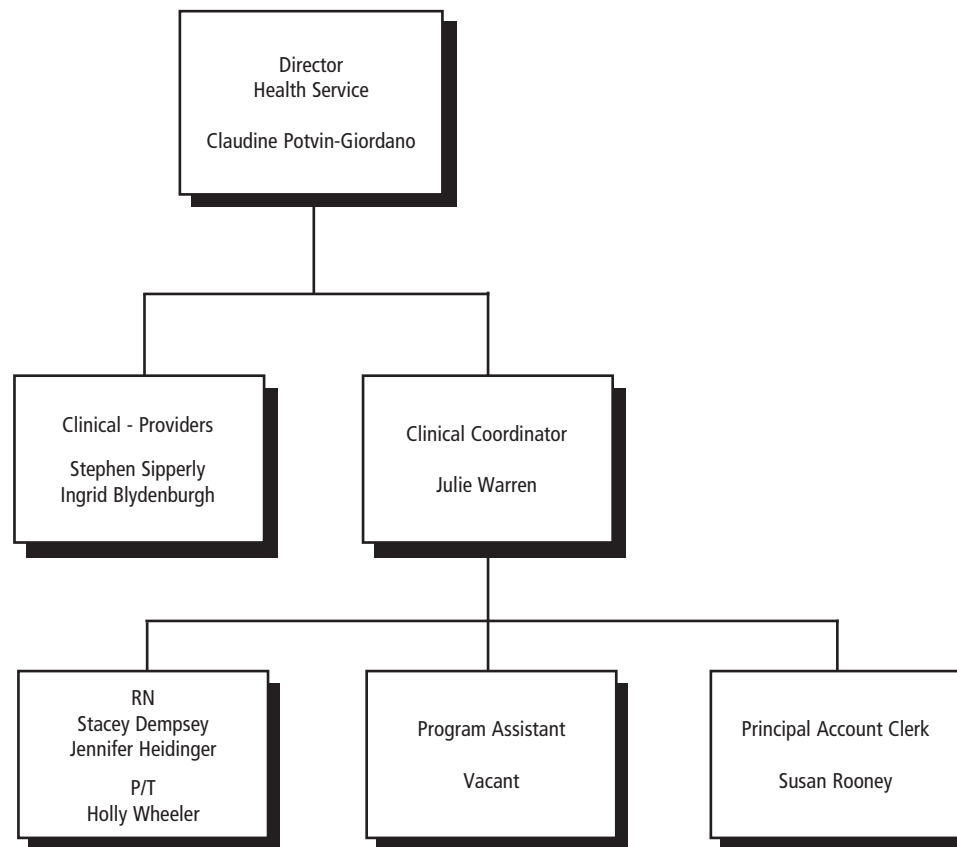 Director
Health Service
Claudine Potvin-Giordano
Clinical - Providers
Stephen Sipperly
Ingrid Blydenburgh
Clinical Coordinator
Julie Warren
RN
Stacey Dempsey
Jennifer Heidinger
P/T
Holly Wheeler
Program Assistant
Vacant
Principal Account Clerk
Susan Rooney